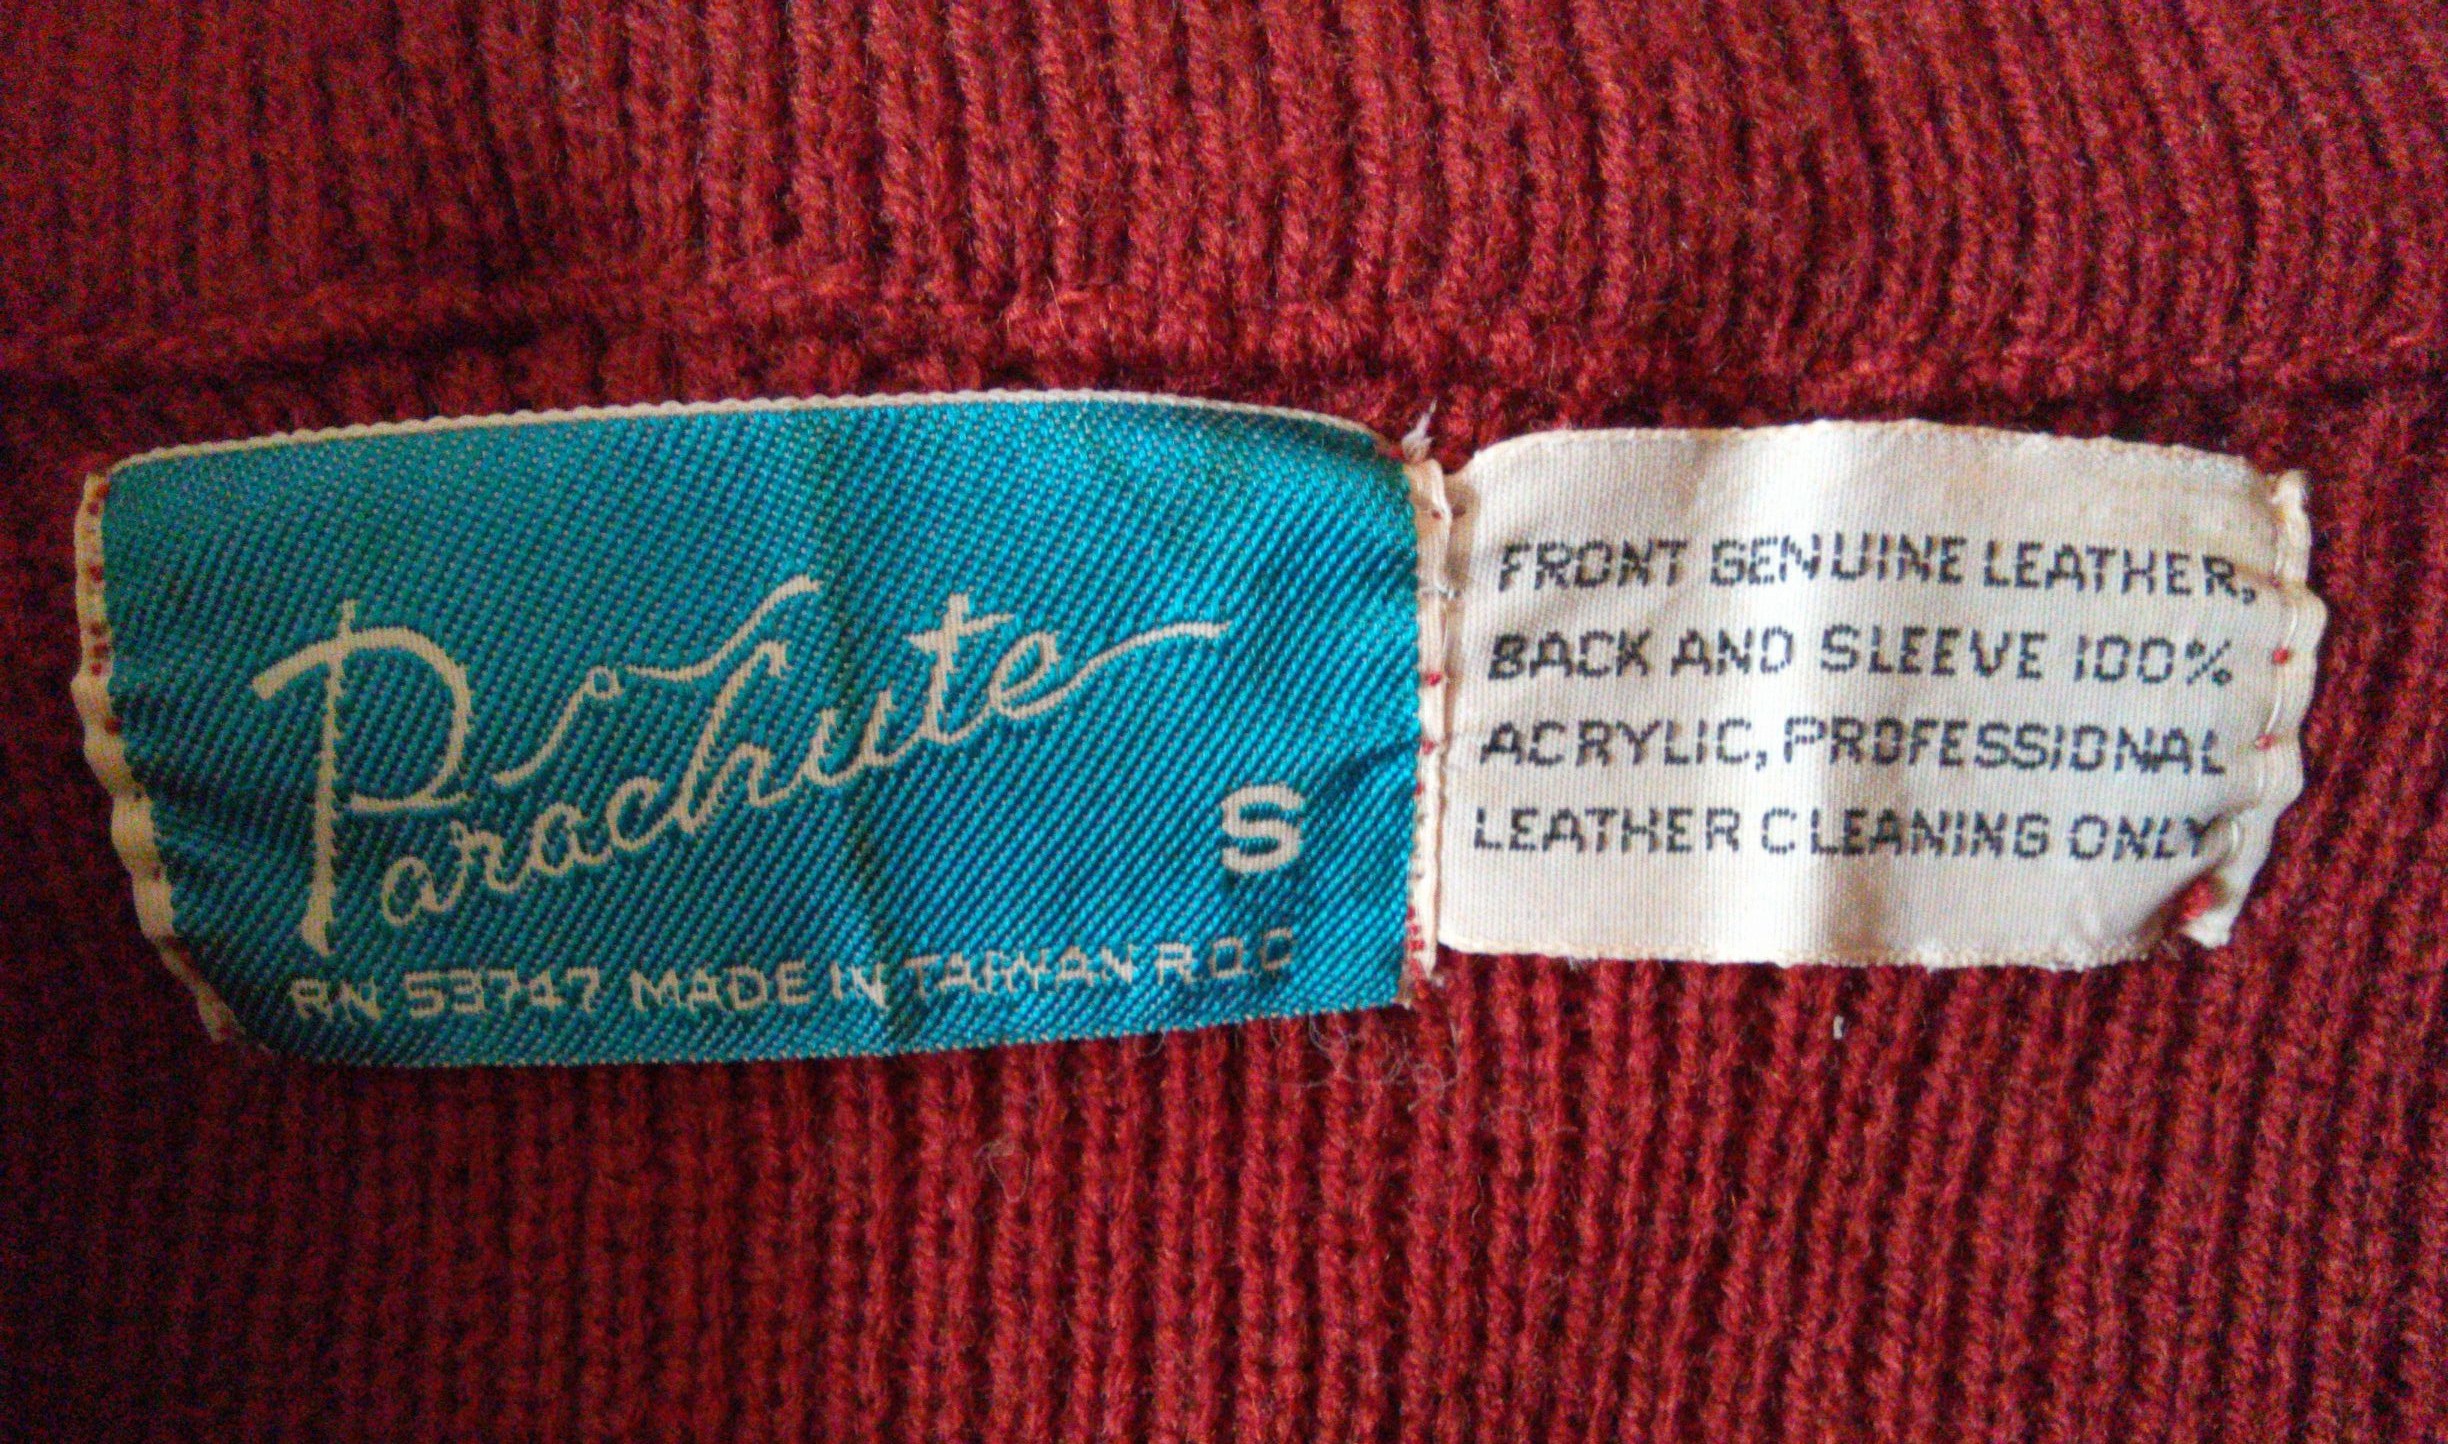 Parachute
S
RN 53747 MADE IN TAIWAN R.O.C
FRONT GENUINE LEATHER,
BACK AND SLEEVE 100%
ACRYLIC, PROFESSIONAL
LEATHER CLEANING ONLY